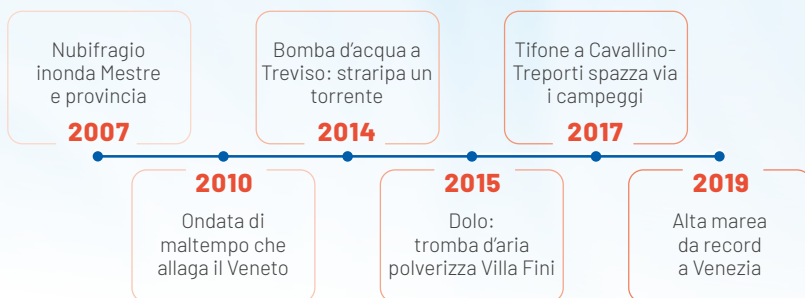 Nubifragio
inonda Mestre
e provincia
2007
2010
Ondata di
maltempo che
allaga il Veneto
Bomba d'acqua a
Treviso: straripa un
torrente
2014
2015
Dolo:
tromba d'aria
polverizza Villa Fini
Tifone a Cavallino-
Treporti spazza via
i campeggi
2017
2019
Alta marea
da record
a Venezia